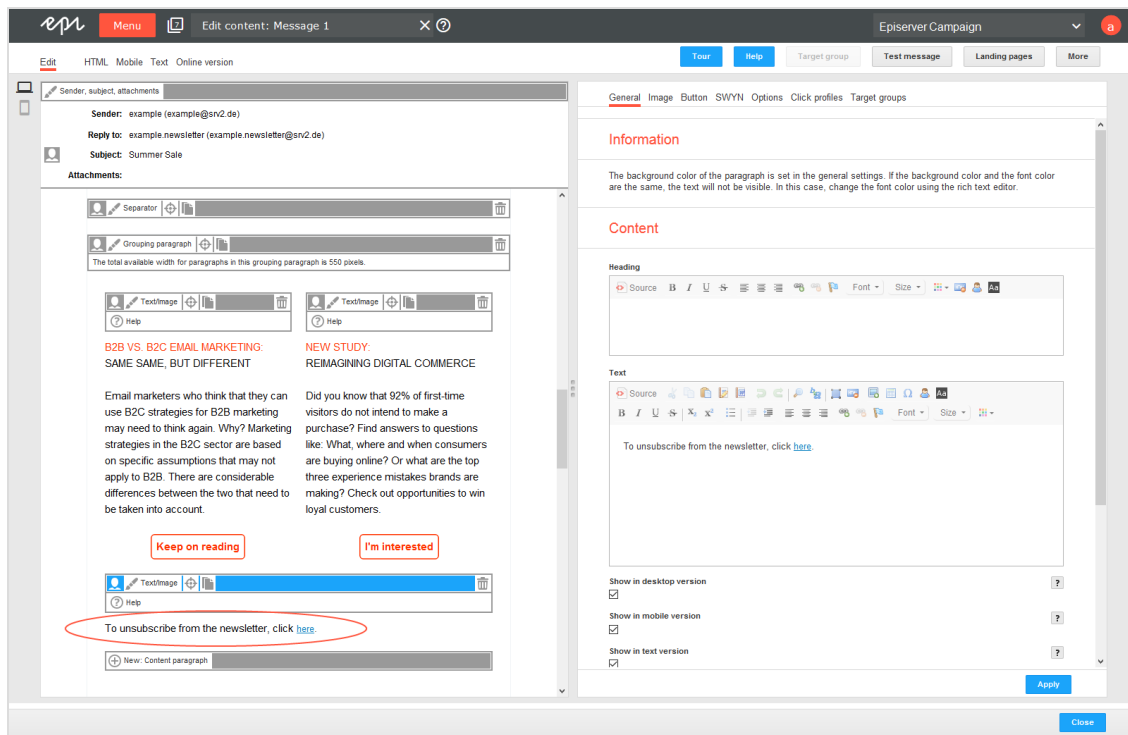 epi Menu 7 Edit content: Message 1 Episerver Campaign a
Edit HTML Mobile Text Online version Tour Help Target group Test message Landing pages More
Sender, subject, attachments
Sender: example (example@srv2.de)
Reply to: example.newsletter (example.newsletter@srv2.de)
Subject: Summer Sale
Attachments:
Separator
Grouping paragraph
The total available width for paragraphs in this grouping paragraph is 550 pixels.
Text/Image
Help
B2B VS. B2C EMAIL MARKETING:
SAME SAME, BUT DIFFERENT
Email marketers who think that they can
use B2C strategies for B2B marketing
may need to think again. Why? Marketing
strategies in the B2C sector are based
on specific assumptions that may not
apply to B2B. There are considerable
differences between the two that need to
be taken into account.
Keep on reading
Text/Image
Help
NEW STUDY:
REIMAGINING DIGITAL COMMERCE
Did you know that 92% of first-time
visitors do not intend to make a
purchase? Find answers to questions
like: What, where and when consumers
are buying online? Or what are the top
three experience mistakes brands are
making? Check out opportunities to win
loyal customers.
I'm interested
Text/Image
Help
To unsubscribe from the newsletter, click here.
New: Content paragraph
General Image Button SWYN Options Click profiles Target groups
Information
The background color of the paragraph is set in the general settings. If the background color and the font color
are the same, the text will not be visible. In this case, change the font color using the rich text editor.
Content
Heading
Source B I U S Font Size Aa
Text
Source Ω Aa
B I U S X₂ X² Font Size
To unsubscribe from the newsletter, click here.
Show in desktop version ?
Show in mobile version ?
Show in text version ?
Apply
Close